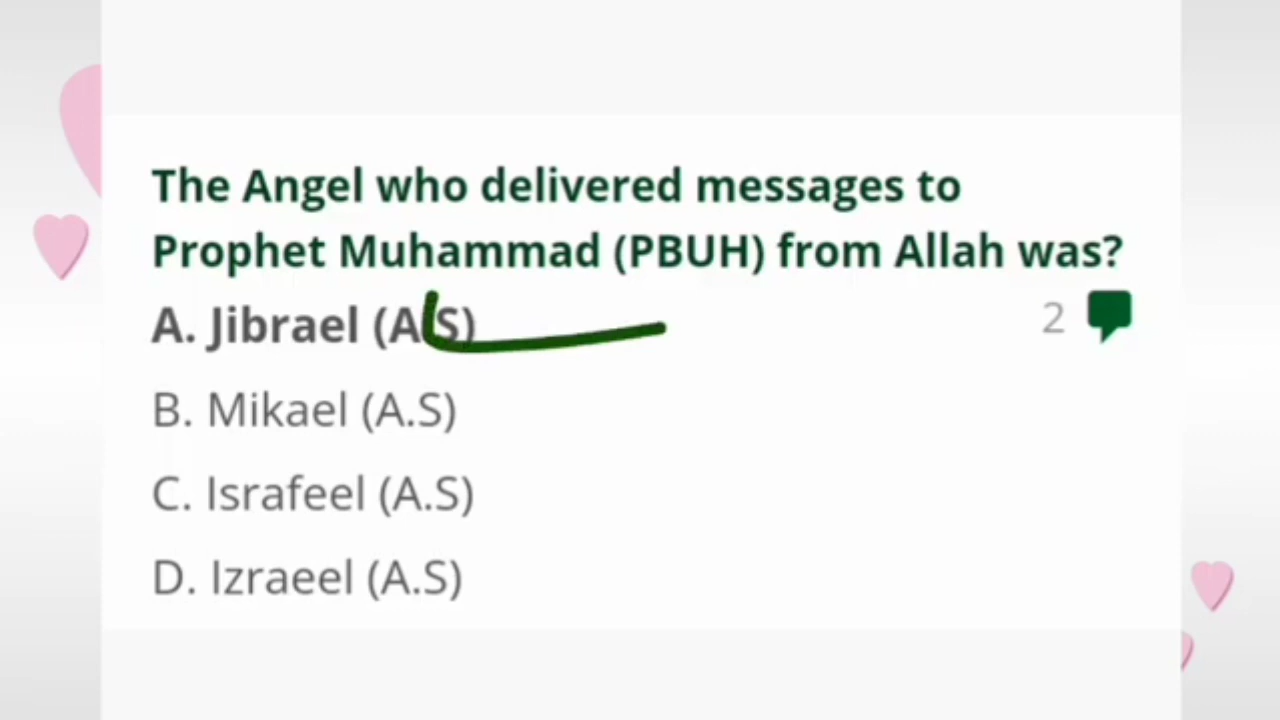 The Angel who delivered messages to
Prophet Muhammad (PBUH) from Allah was?
A. Jibrael (A.S)
2
B. Mikael (A.S)
C. Israfeel (A.S)
D. Izraeel (A.S)